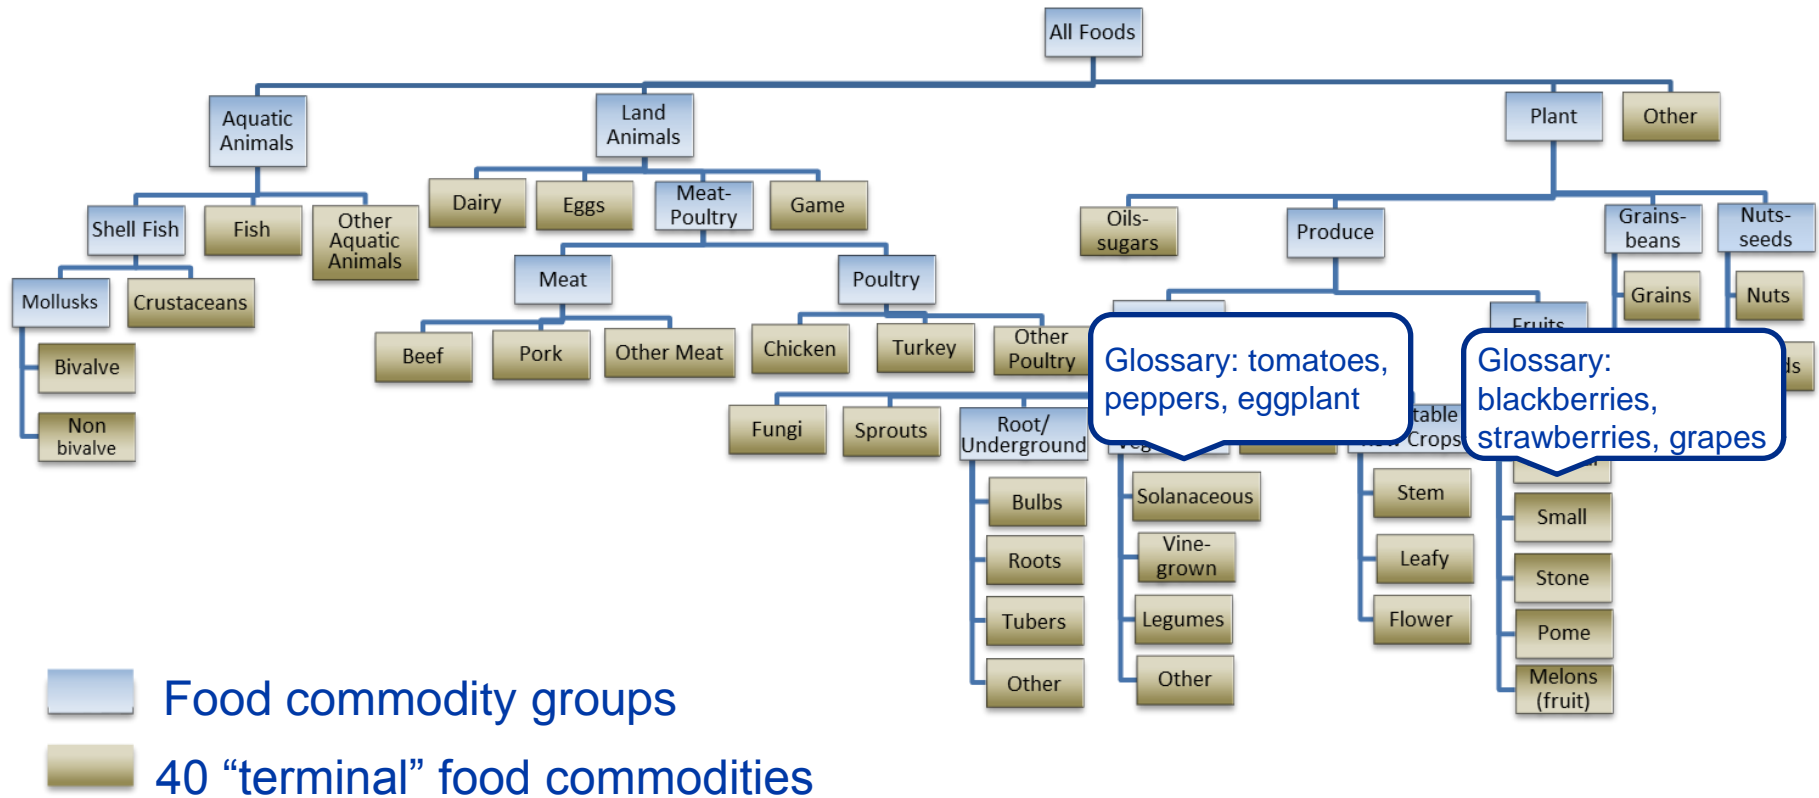 All Foods
Aquatic
Animals
Land
Animals
Plant
Other
Shell Fish
Fish
Other
Aquatic
Animals
Dairy
Eggs
Meat-
Poultry
Game
Oils-
sugars
Produce
Grains-
beans
Nuts-
seeds
Mollusks
Crustaceans
Meat
Poultry
Grains
Nuts
Fruits
Bivalve
Non
bivalve
Beef
Pork
Other Meat
Chicken
Turkey
Other
Poultry
Glossary: tomatoes,
peppers, eggplant
Glossary:
blackberries,
strawberries, grapes
Fungi
Sprouts
Root/
Underground
Crops
Bulbs
Roots
Tubers
Other
Solanaceous
Vine-
grown
Legumes
Other
Stem
Leafy
Flower
Small
Stone
Pome
Melons
(fruit)
Food commodity groups
40 “terminal” food commodities